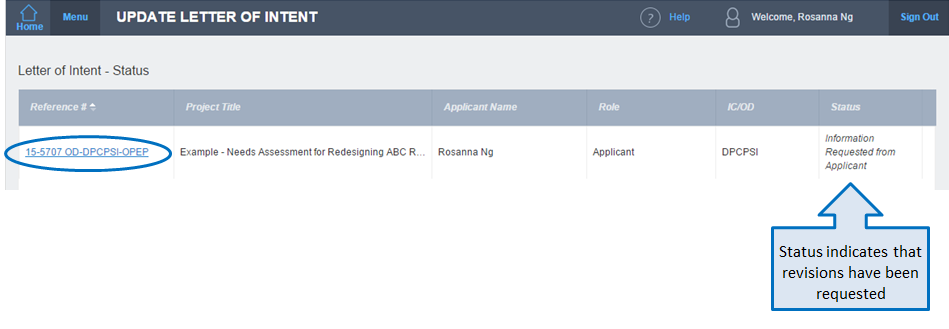 Home Menu UPDATE LETTER OF INTENT ? Help Welcome, Rosanna Ng Sign Out
Letter of Intent - Status
Reference # Project Title Applicant Name Role IC/OD Status
15-5707 OD-DPCPSI-OPEP Example - Needs Assessment for Redesigning ABC R... Rosanna Ng Applicant DPCPSI Information
Requested from
Applicant
Status indicates that
revisions have been
requested